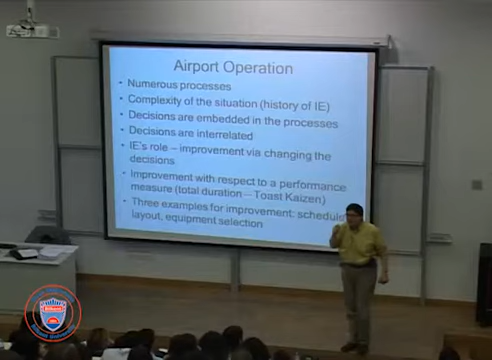 Airport Operation
• Numerous processes
• Complexity of the situation (history of IE)
• Decisions are embedded in the processes
• Decisions are interrelated
• IE's role – improvement via changing the
decisions
• Improvement with respect to a performance
measure (total duration – Toast Kaizen)
• Three examples for improvement: schedule
layout, equipment selection
Bilkent